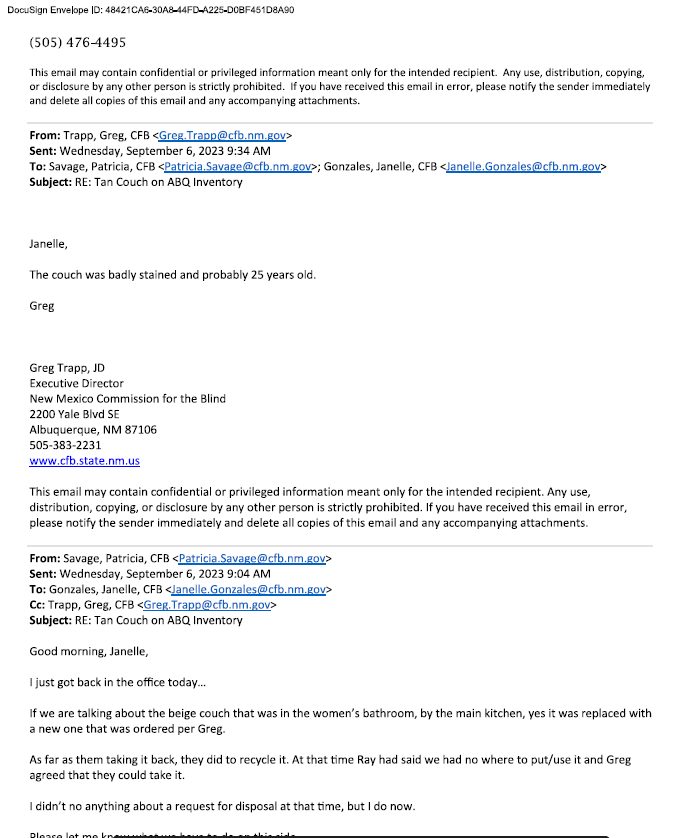 DocuSign Envelope ID: 48421CA6-30A8-44FD-A225-D0BF451D8A90
(505) 476-4495
This email may contain confidential or privileged information meant only for the intended recipient. Any use, distribution, copying,
or disclosure by any other person is strictly prohibited. If you have received this email in error, please notify the sender immediately
and delete all copies of this email and any accompanying attachments.
From: Trapp, Greg, CFB <Greg.Trapp@cfb.nm.gov>
Sent: Wednesday, September 6, 2023 9:34 AM
To: Savage, Patricia, CFB <Patricia.Savage@cfb.nm.gov>; Gonzales, Janelle, CFB <Janelle.Gonzales@cfb.nm.gov>
Subject: RE: Tan Couch on ABQ Inventory
Janelle,
The couch was badly stained and probably 25 years old.
Greg
Greg Trapp, JD
Executive Director
New Mexico Commission for the Blind
2200 Yale Blvd SE
Albuquerque, NM 87106
505-383-2231
www.cfb.state.nm.us
This email may contain confidential or privileged information meant only for the intended recipient. Any use,
distribution, copying, or disclosure by any other person is strictly prohibited. If you have received this email in error,
please notify the sender immediately and delete all copies of this email and any accompanying attachments.
From: Savage, Patricia, CFB <Patricia.Savage@cfb.nm.gov>
Sent: Wednesday, September 6, 2023 9:04 AM
To: Gonzales, Janelle, CFB <Janelle.Gonzales@cfb.nm.gov>
Cc: Trapp, Greg, CFB <Greg.Trapp@cfb.nm.gov>
Subject: RE: Tan Couch on ABQ Inventory
Good morning, Janelle,
I just got back in the office today…
If we are talking about the beige couch that was in the women's bathroom, by the main kitchen, yes it was replaced with
a new one that was ordered per Greg.
As far as them taking it back, they did to recycle it. At that time Ray had said we had no where to put/use it and Greg
agreed that they could take it.
I didn't no anything about a request for disposal at that time, but I do now.
Please let me know what we have to do on this side